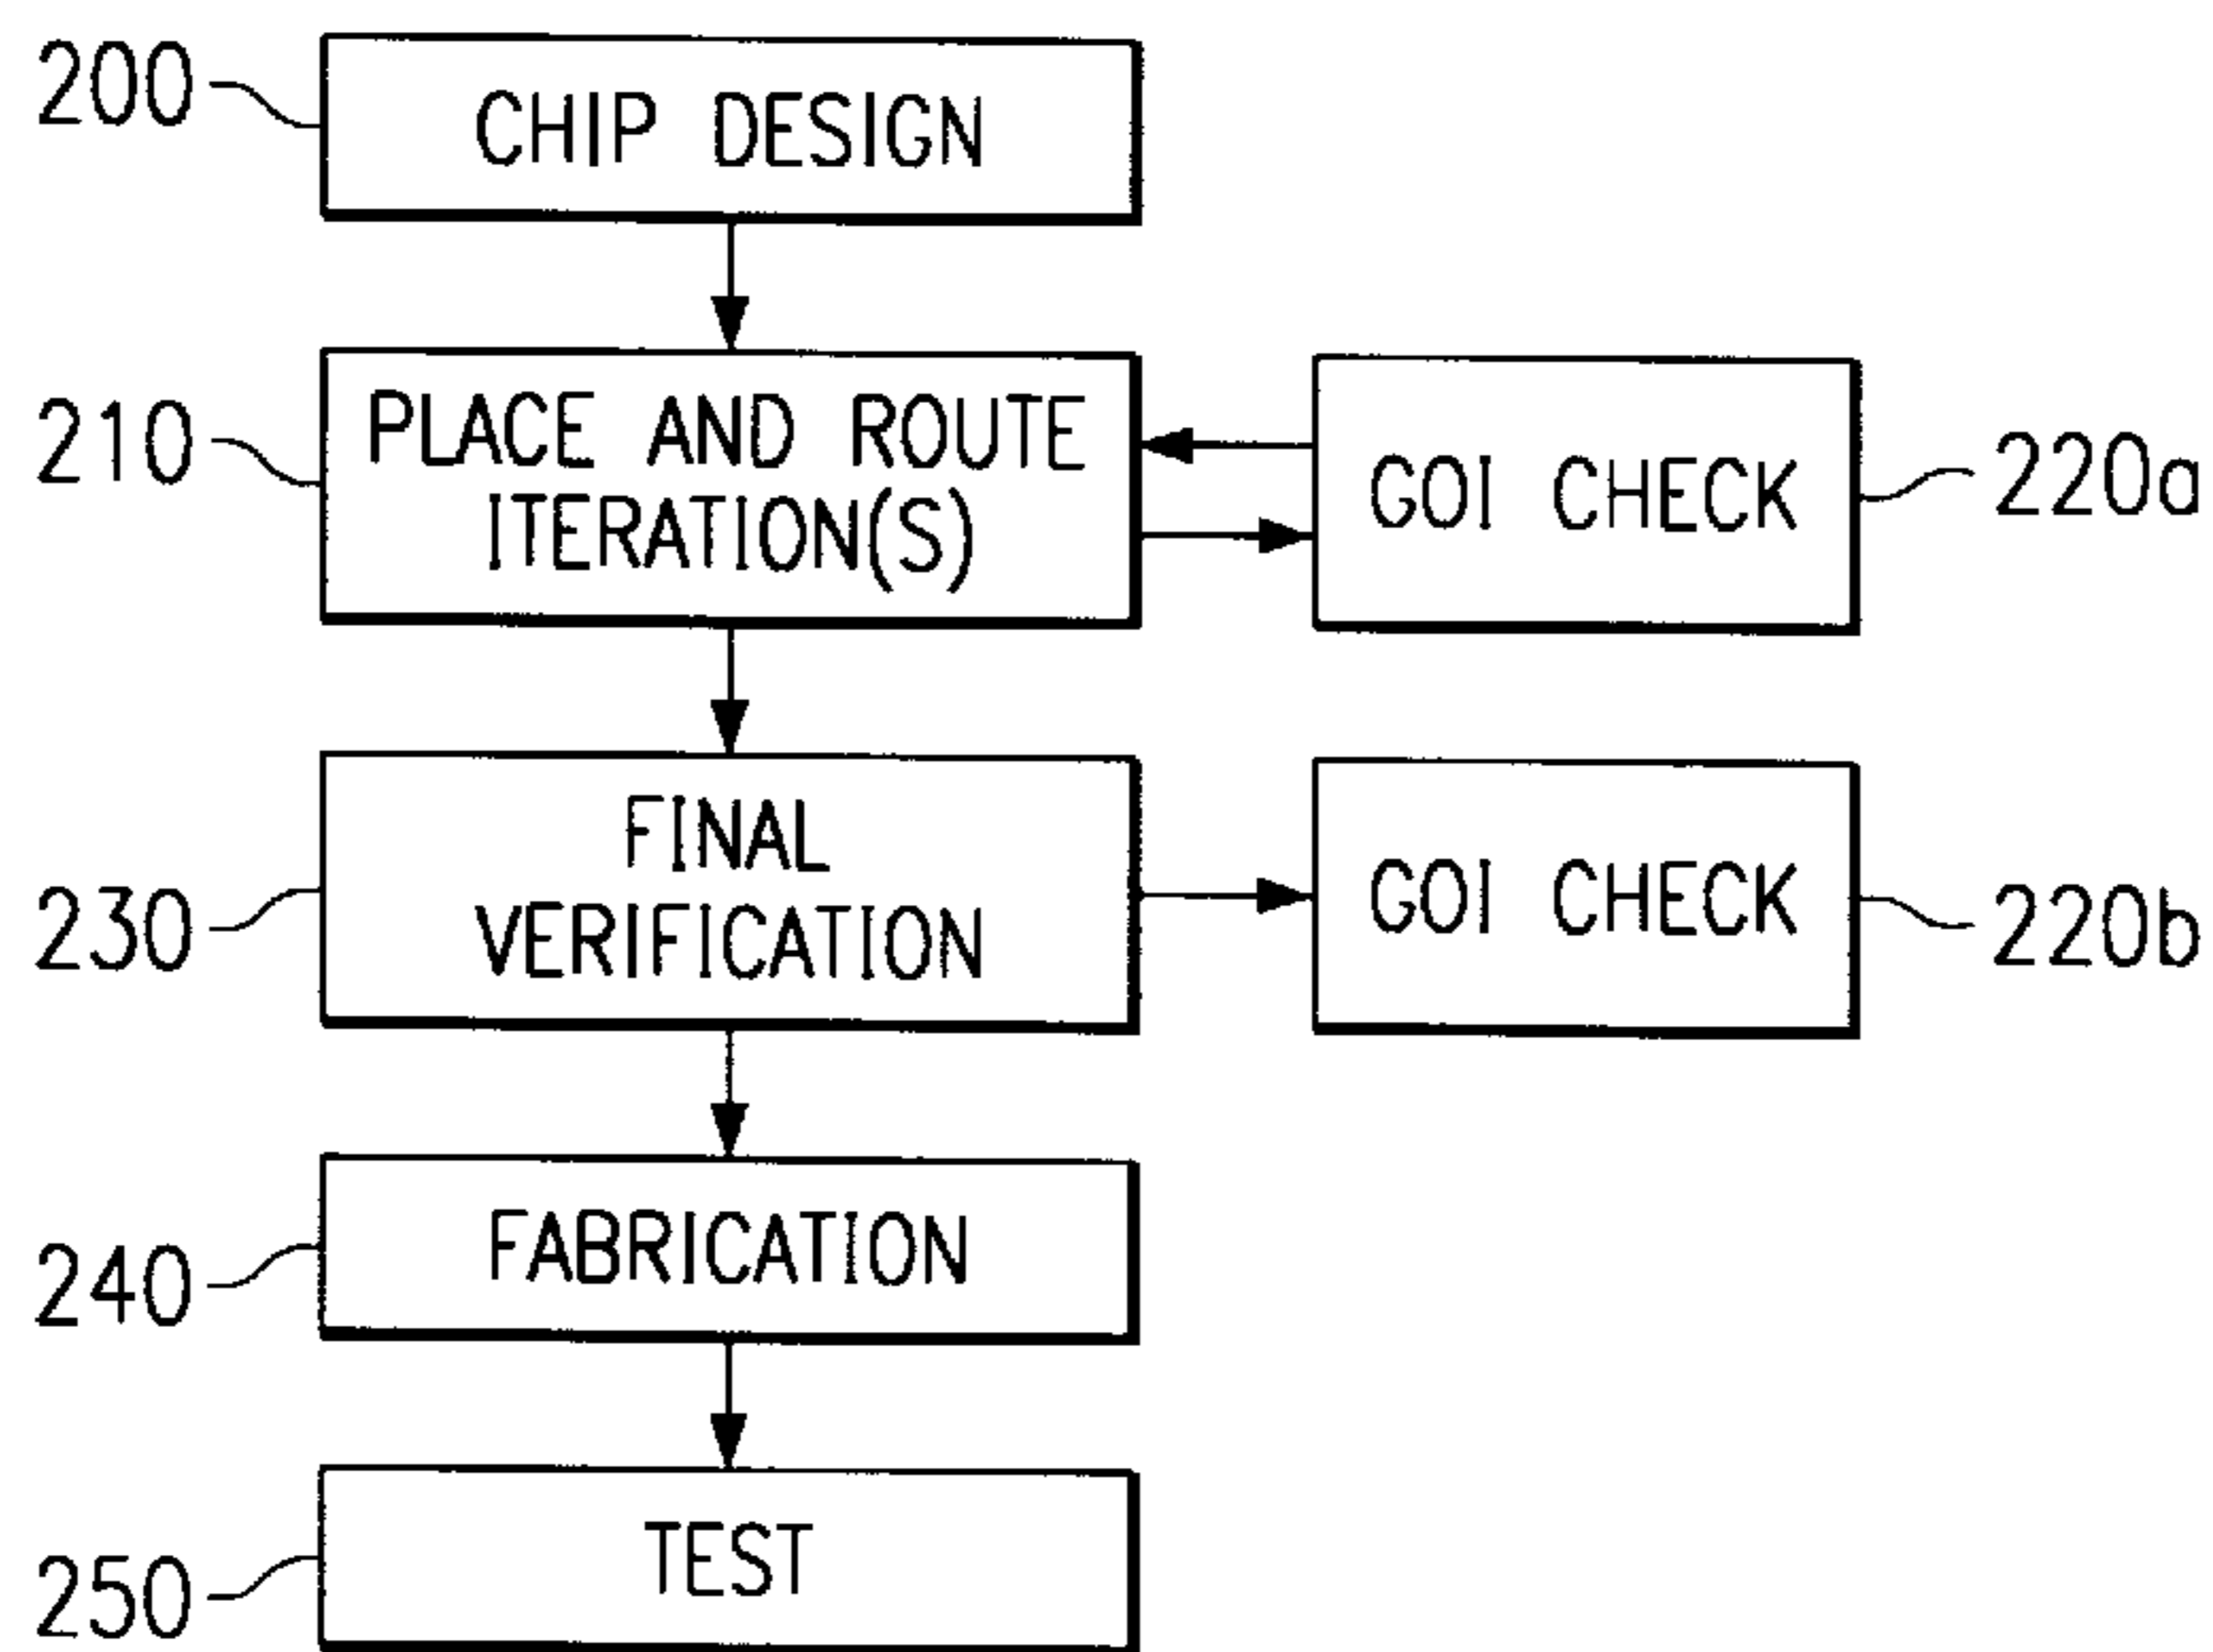 200
CHIP DESIGN
210
PLACE AND ROUTE
ITERATION(S)
GOI CHECK
220a
230
FINAL
VERIFICATION
GOI CHECK
220b
240
FABRICATION
250
TEST